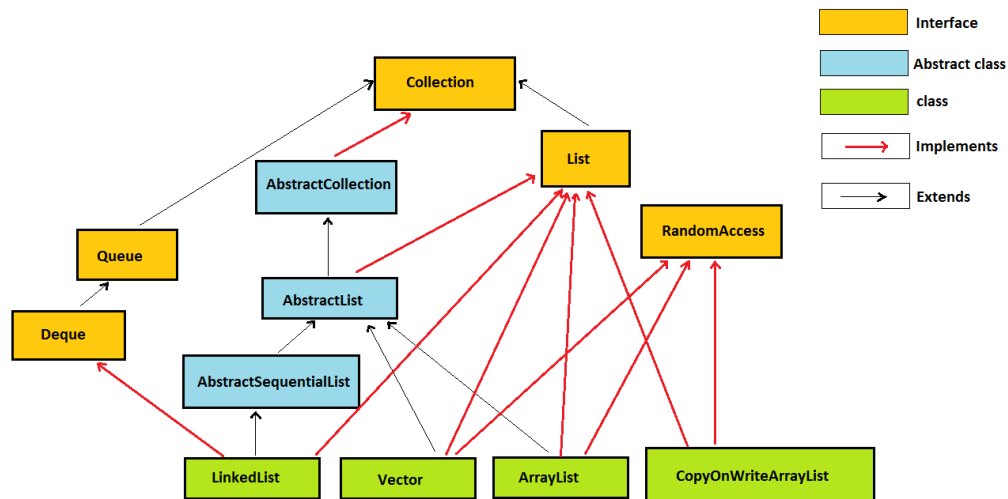 Interface
Collection
Abstract class
class
List
Implements
AbstractCollection
Extends
RandomAccess
Queue
AbstractList
Deque
AbstractSequentialList
LinkedList
Vector
ArrayList
CopyOnWriteArrayList